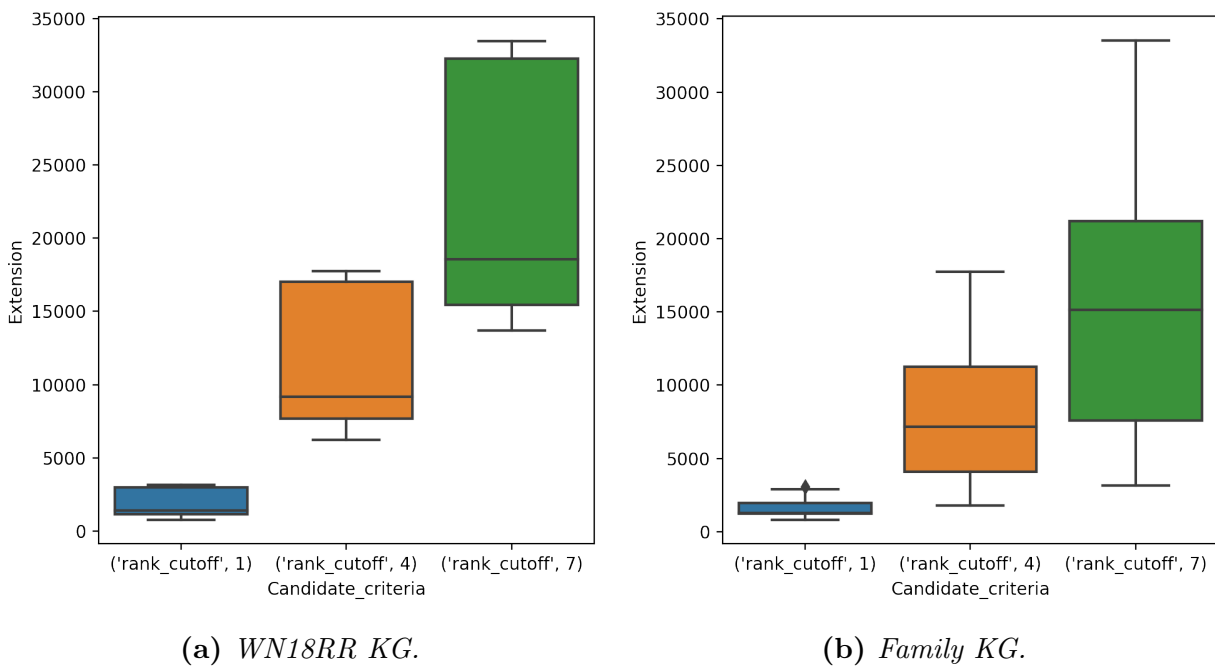 35000
30000
25000
20000
15000
10000
5000
0
Extension
('rank_cutoff', 1)
('rank_cutoff', 4)
('rank_cutoff', 7)
Candidate_criteria
(a) WN18RR KG.
35000
30000
25000
20000
15000
10000
5000
0
Extension
('rank_cutoff', 1)
('rank_cutoff', 4)
('rank_cutoff', 7)
Candidate_criteria
(b) Family KG.